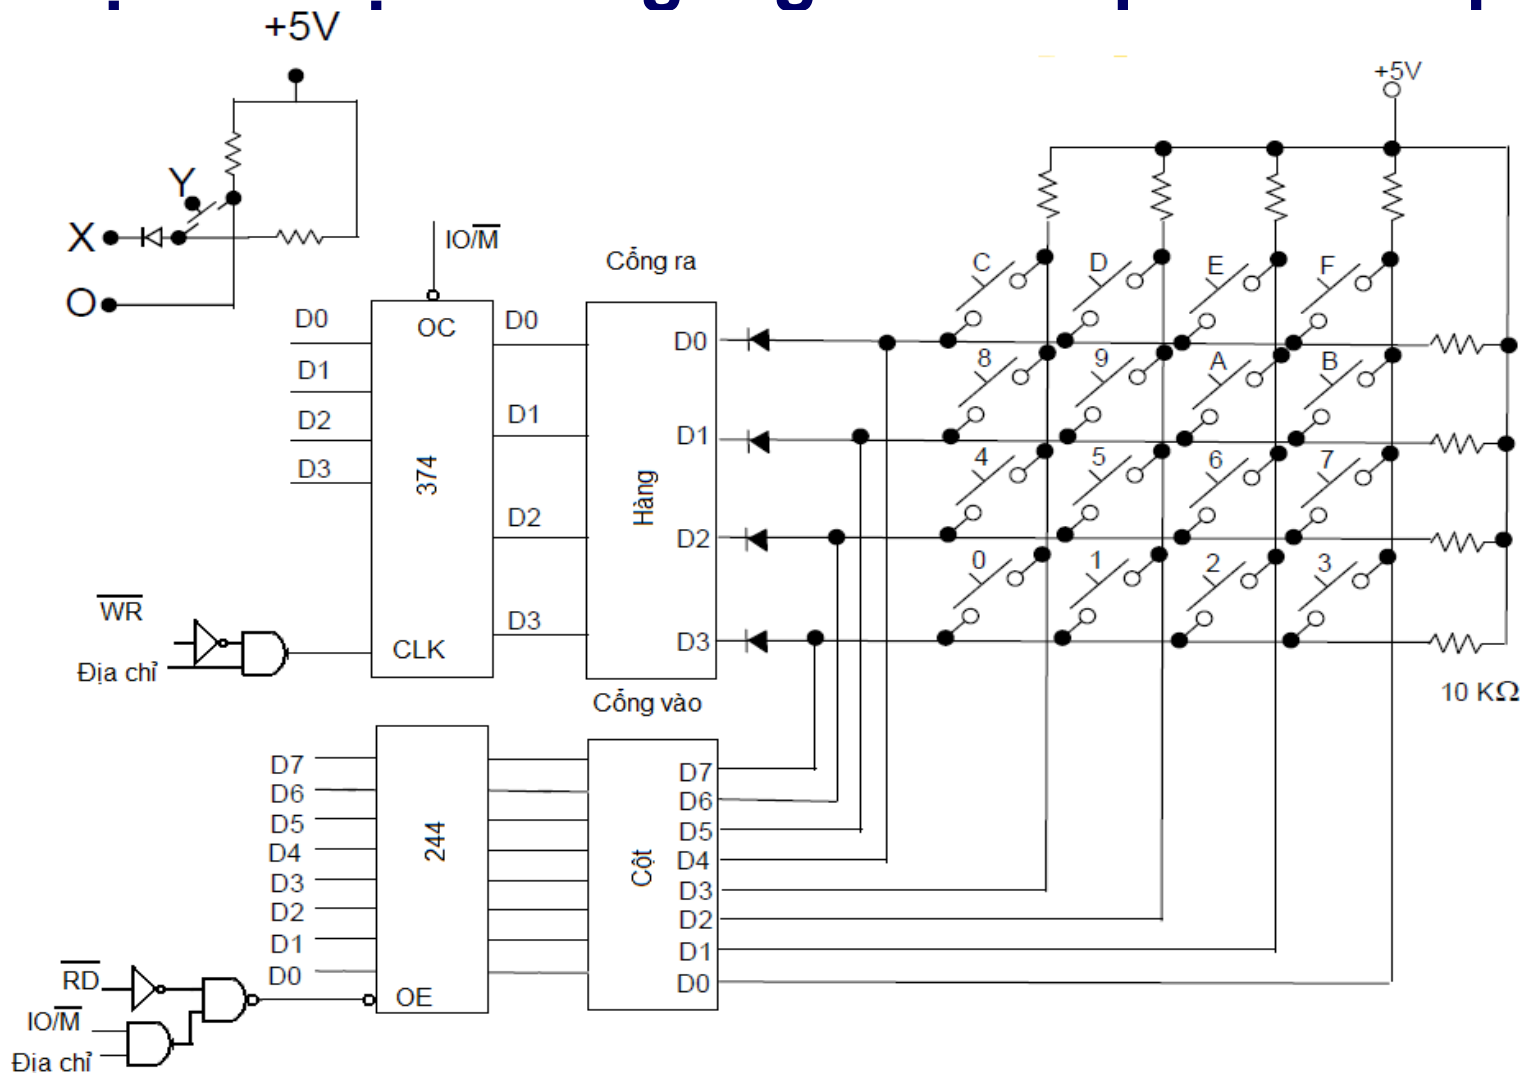 +5V
Y
X
O
IO/M
Cổng ra
D0
D1
D2
D3
OC
374
CLK
D0
D1
D2
D3
Hàng
D0
D1
D2
D3
WR
Địa chỉ
+5V
C
D
E
F
8
9
A
B
4
5
6
7
0
1
2
3
10 KΩ
Cổng vào
D7
D6
D5
D4
D3
D2
D1
D0
244
OE
Cột
D7
D6
D5
D4
D3
D2
D1
D0
RD
IO/M
Địa chỉ